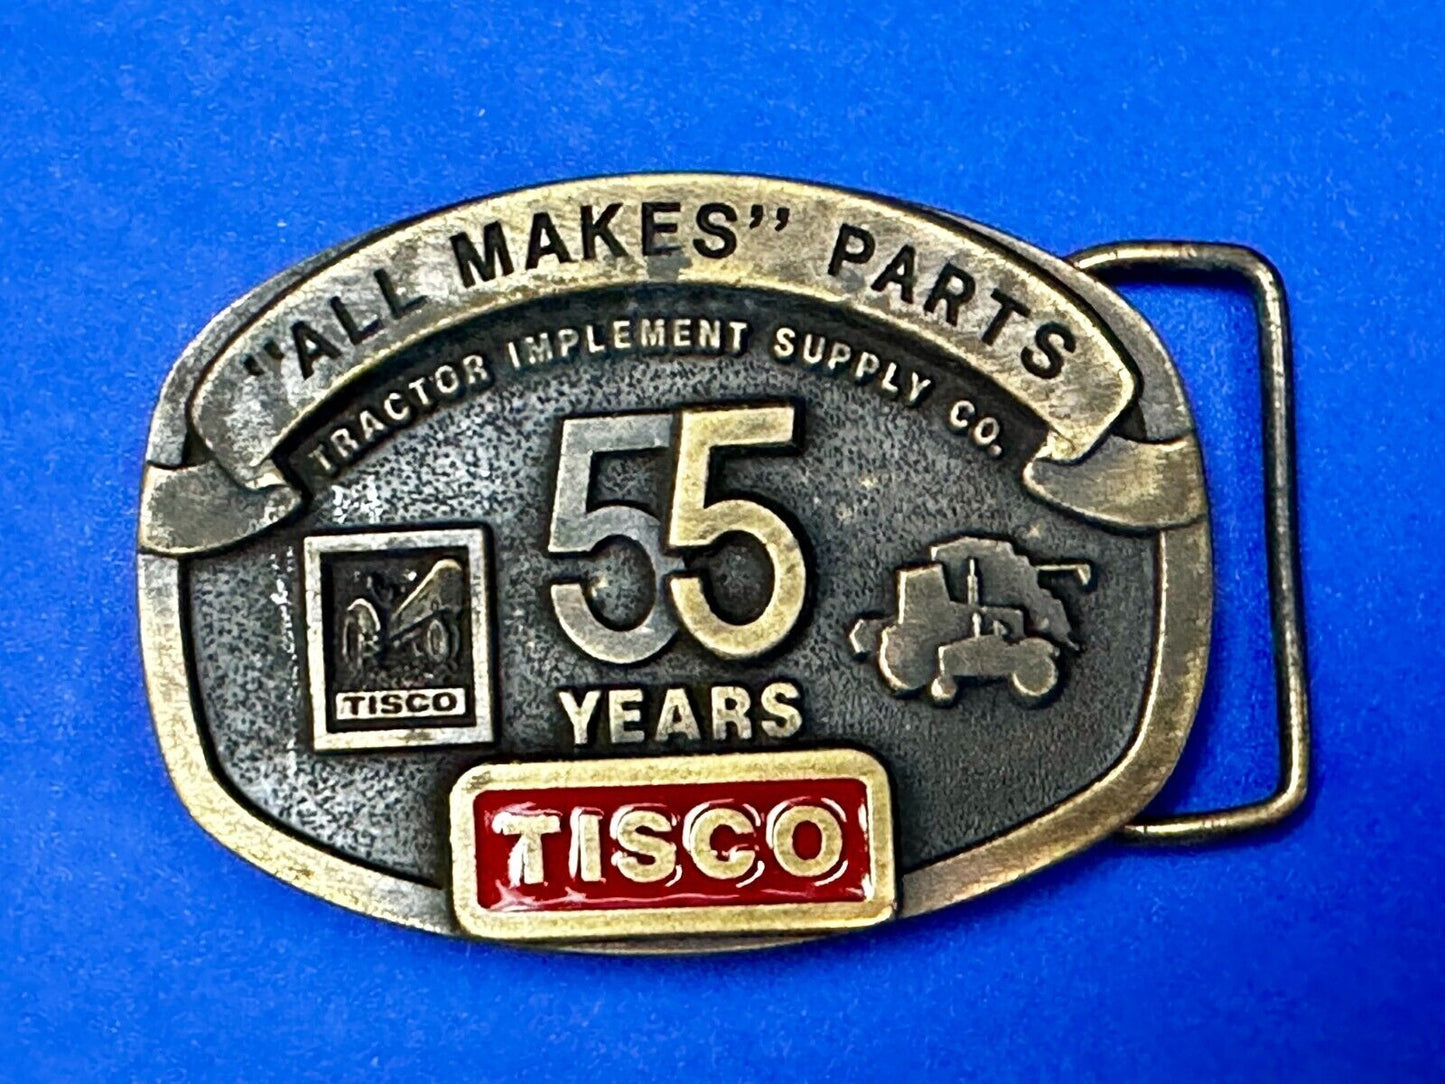 "ALL MAKES" PARTS
TRACTOR IMPLEMENT SUPPLY CO.
55
YEARS
TISCO
TISCO